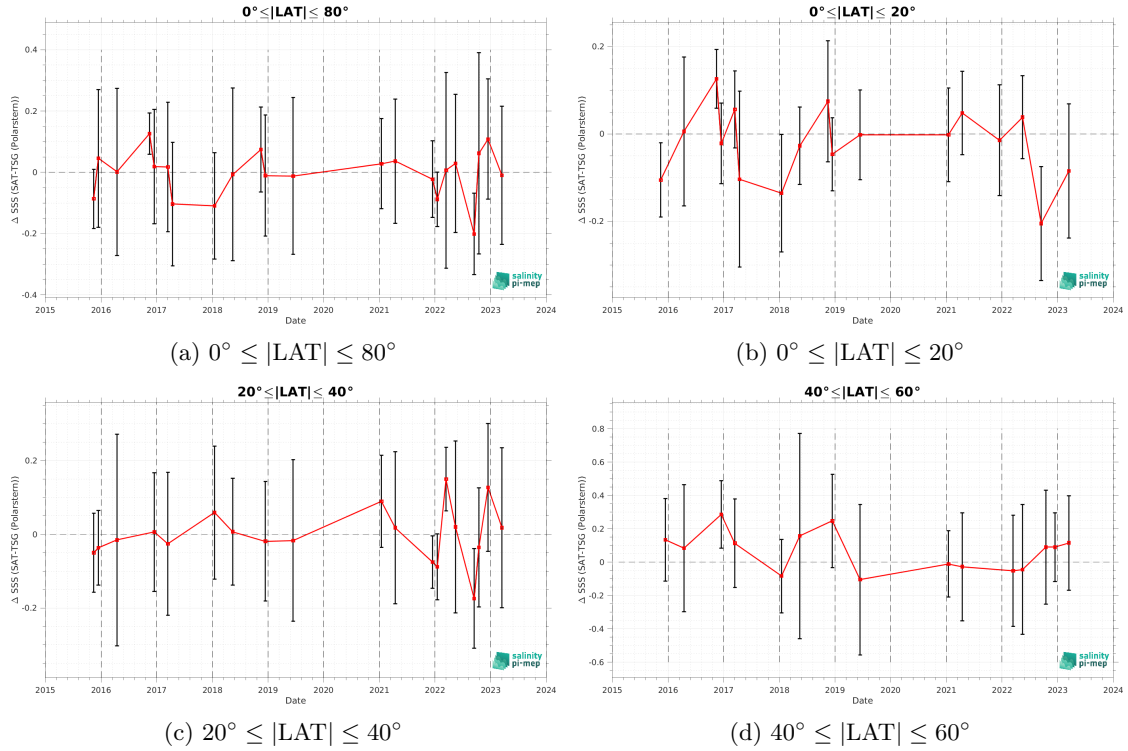 0°≤|LAT|≤ 80°
Δ SSS (SAT-TSG (Polarstern))
0.4
0.2
0
-0.2
-0.4
salinity
pi-mep
2015 2016 2017 2018 2019 2020 2021 2022 2023 2024
Date
(a) 0° ≤ |LAT| ≤ 80°
0°≤|LAT|≤ 20°
Δ SSS (SAT-TSG (Polarstern))
0.2
0
-0.2
salinity
pi-mep
2015 2016 2017 2018 2019 2020 2021 2022 2023 2024
Date
(b) 0° ≤ |LAT| ≤ 20°
20°≤|LAT|≤ 40°
Δ SSS (SAT-TSG (Polarstern))
0.2
0
-0.2
salinity
pi-mep
2015 2016 2017 2018 2019 2020 2021 2022 2023 2024
Date
(c) 20° ≤ |LAT| ≤ 40°
40°≤|LAT|≤ 60°
Δ SSS (SAT-TSG (Polarstern))
0.8
0.6
0.4
0.2
0
-0.2
-0.4
-0.6
salinity
pi-mep
2015 2016 2017 2018 2019 2020 2021 2022 2023 2024
Date
(d) 40° ≤ |LAT| ≤ 60°